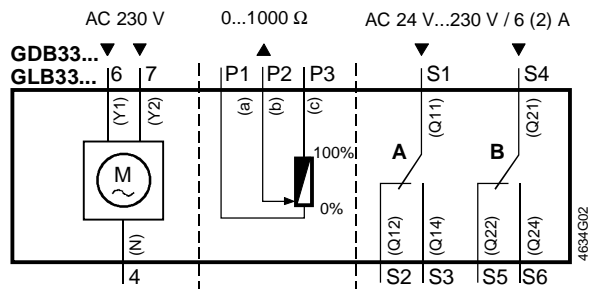 AC 230 V 0...1000 Ω AC 24 V...230 V / 6 (2) A
GDB33...
GLB33... 6 7 P1 P2 P3 S1 S4
(Y1) (Y2) (a) (b) (c) (Q11) (Q21)
M 100% A B
~
0%
(N) (Q12) (Q14) (Q22) (Q24)
4 S2 S3 S5 S6
4634G02